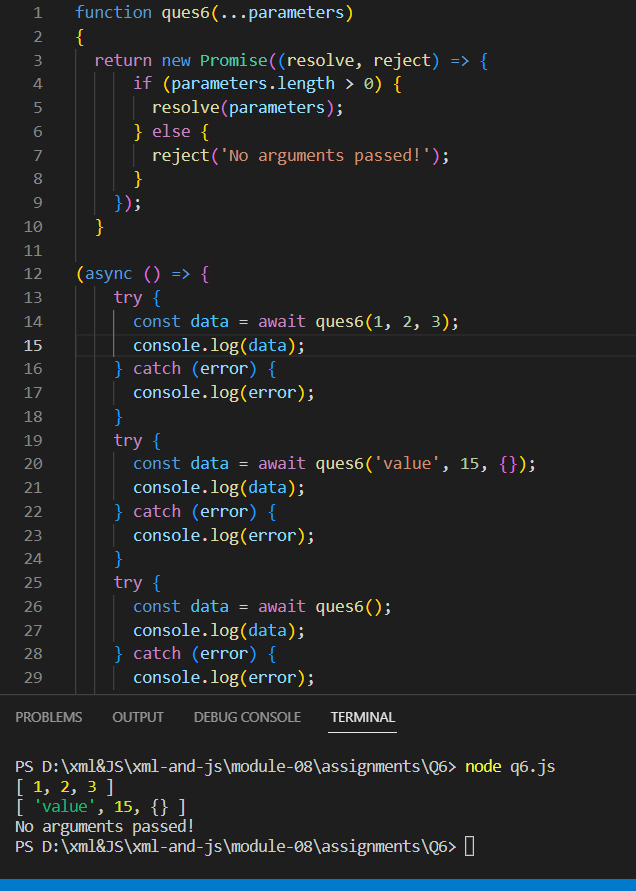 1 function ques6(...parameters)
2 {
3 return new Promise((resolve, reject) => {
4 if (parameters.length > 0) {
5 resolve(parameters);
6 } else {
7 reject('No arguments passed!');
8 }
9 });
10 }
11
12 (async () => {
13 try {
14 const data = await ques6(1, 2, 3);
15 console.log(data);
16 } catch (error) {
17 console.log(error);
18 }
19 try {
20 const data = await ques6('value', 15, {});
21 console.log(data);
22 } catch (error) {
23 console.log(error);
24 }
25 try {
26 const data = await ques6();
27 console.log(data);
28 } catch (error) {
29 console.log(error);
PROBLEMS OUTPUT DEBUG CONSOLE TERMINAL
PS D:\xml&JS\xml-and-js\module-08\assignments\Q6> node q6.js
[ 1, 2, 3 ]
[ 'value', 15, {} ]
No arguments passed!
PS D:\xml&JS\xml-and-js\module-08\assignments\Q6>